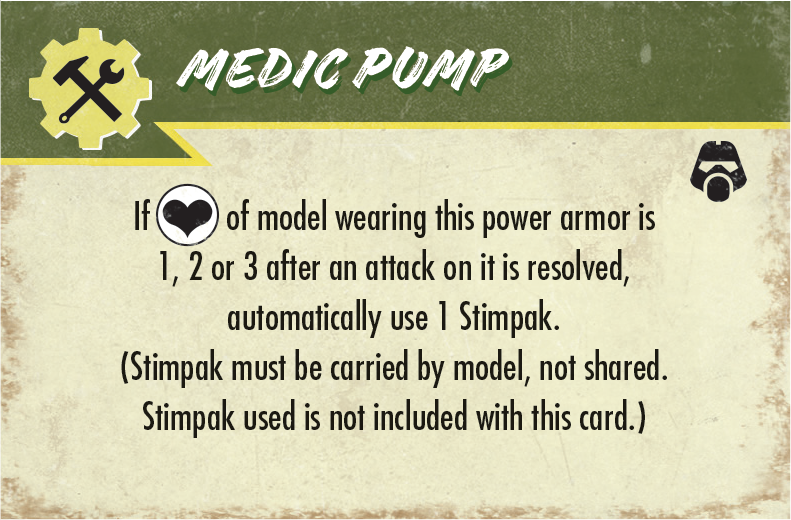 MEDIC PUMP
If of model wearing this power armor is
1, 2 or 3 after an attack on it is resolved,
automatically use 1 Stimpak.
(Stimpak must be carried by model, not shared.
Stimpak used is not included with this card.)